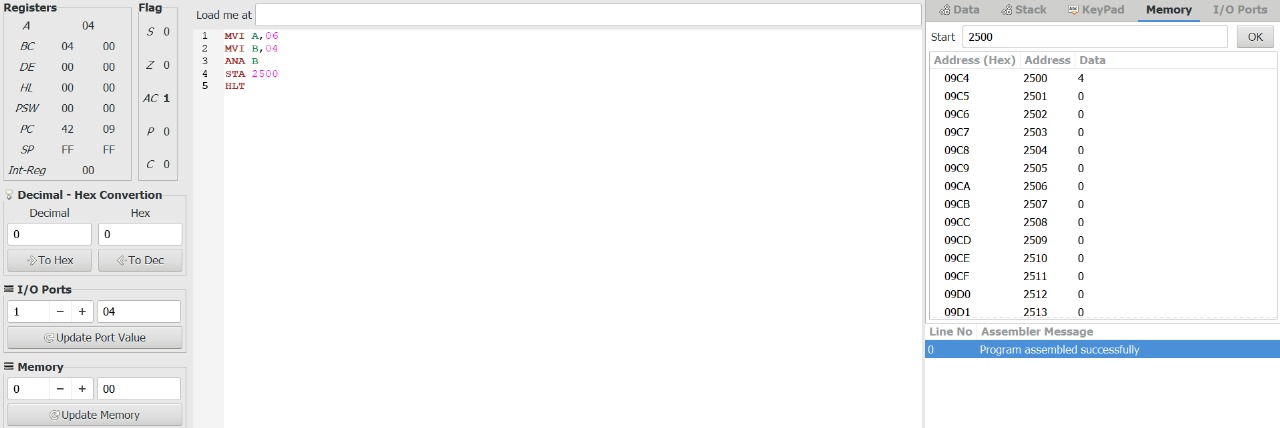 Registers
A 04
BC 04 00
DE 00 00
HL 00 00
PSW 00 00
PC 42 09
SP FF FF
Int-Reg 00
Flag
S 0
Z 0
AC 1
P 0
C 0
Decimal - Hex Convertion
Decimal Hex
0 0
To Hex To Dec
I/O Ports
1 − + 04
Update Port Value
Memory
0 − + 00
Update Memory
Load me at
1 MVI A,06
2 MVI B,04
3 ANA B
4 STA 2500
5 HLT
Data Stack KeyPad Memory I/O Ports
Start 2500 OK
Address (Hex) Address Data
09C4 2500 4
09C5 2501 0
09C6 2502 0
09C7 2503 0
09C8 2504 0
09C9 2505 0
09CA 2506 0
09CB 2507 0
09CC 2508 0
09CD 2509 0
09CE 2510 0
09CF 2511 0
09D0 2512 0
09D1 2513 0
Line No Assembler Message
0 Program assembled successfully